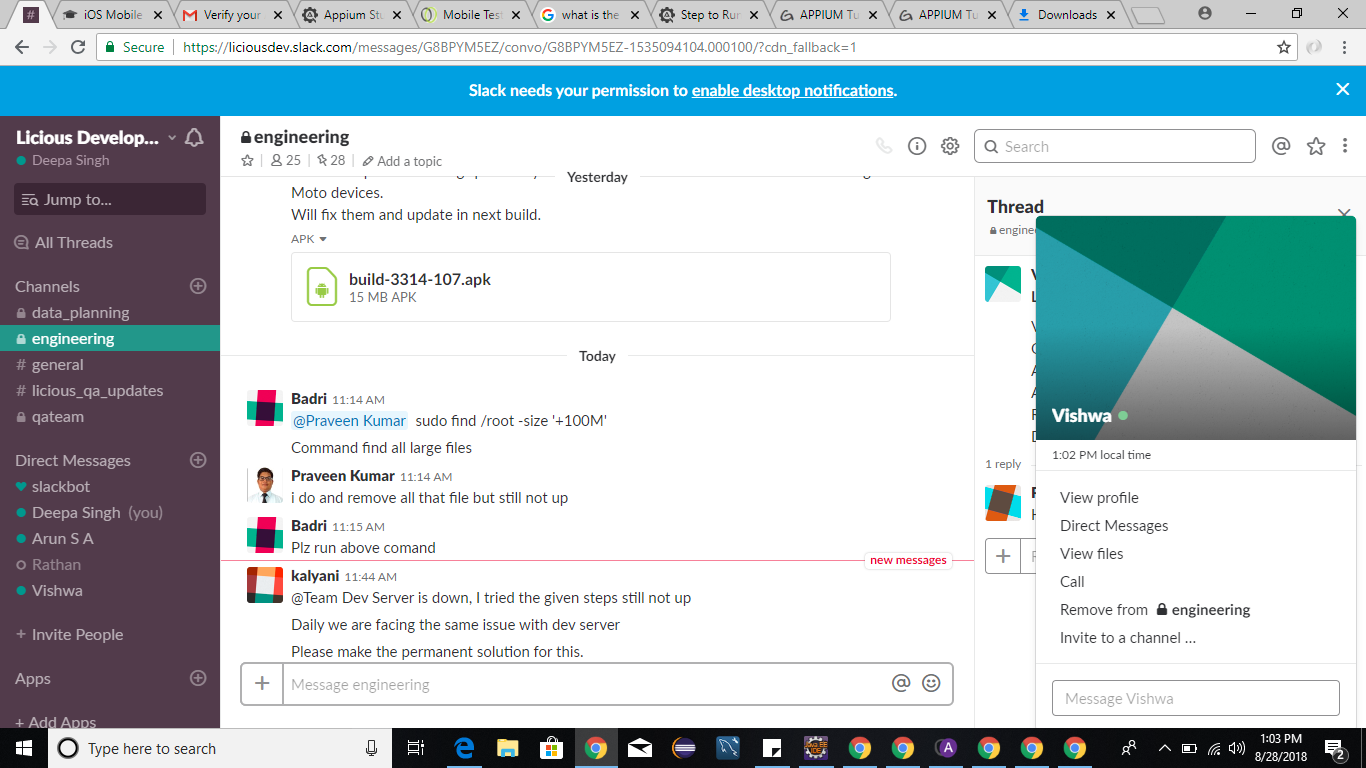 iOS Mobile
Verify your
Appium Stu
Mobile Test
what is the
Step to Run
APPIUM Tu
APPIUM Tu
Downloads
Secure
https://liciousdev.slack.com/messages/G8BPYM5EZ/convo/G8BPYM5EZ-1535094104.000100/?cdn_fallback=1
Slack needs your permission to enable desktop notifications.
Licious Develop...
Deepa Singh
Jump to...
All Threads
Channels
data_planning
engineering
# general
# licious_qa_updates
qateam
Direct Messages
slackbot
Deepa Singh (you)
Arun S A
Rathan
Vishwa
+ Invite People
Apps
+ Add Apps
engineering
25
28
Add a topic
Search
Yesterday
Moto devices.
Will fix them and update in next build.
APK
build-3314-107.apk
15 MB APK
Today
Badri 11:14 AM
@Praveen Kumar sudo find /root -size '+100M'
Command find all large files
Praveen Kumar 11:14 AM
i do and remove all that file but still not up
Badri 11:15 AM
Plz run above comand
new messages
kalyani 11:44 AM
@Team Dev Server is down, I tried the given steps still not up
Daily we are facing the same issue with dev server
Please make the permanent solution for this.
Message engineering
Thread
engine
1 reply
Vishwa
1:02 PM local time
View profile
Direct Messages
View files
Call
Remove from engineering
Invite to a channel ...
Message Vishwa
Type here to search
1:03 PM
8/28/2018
2